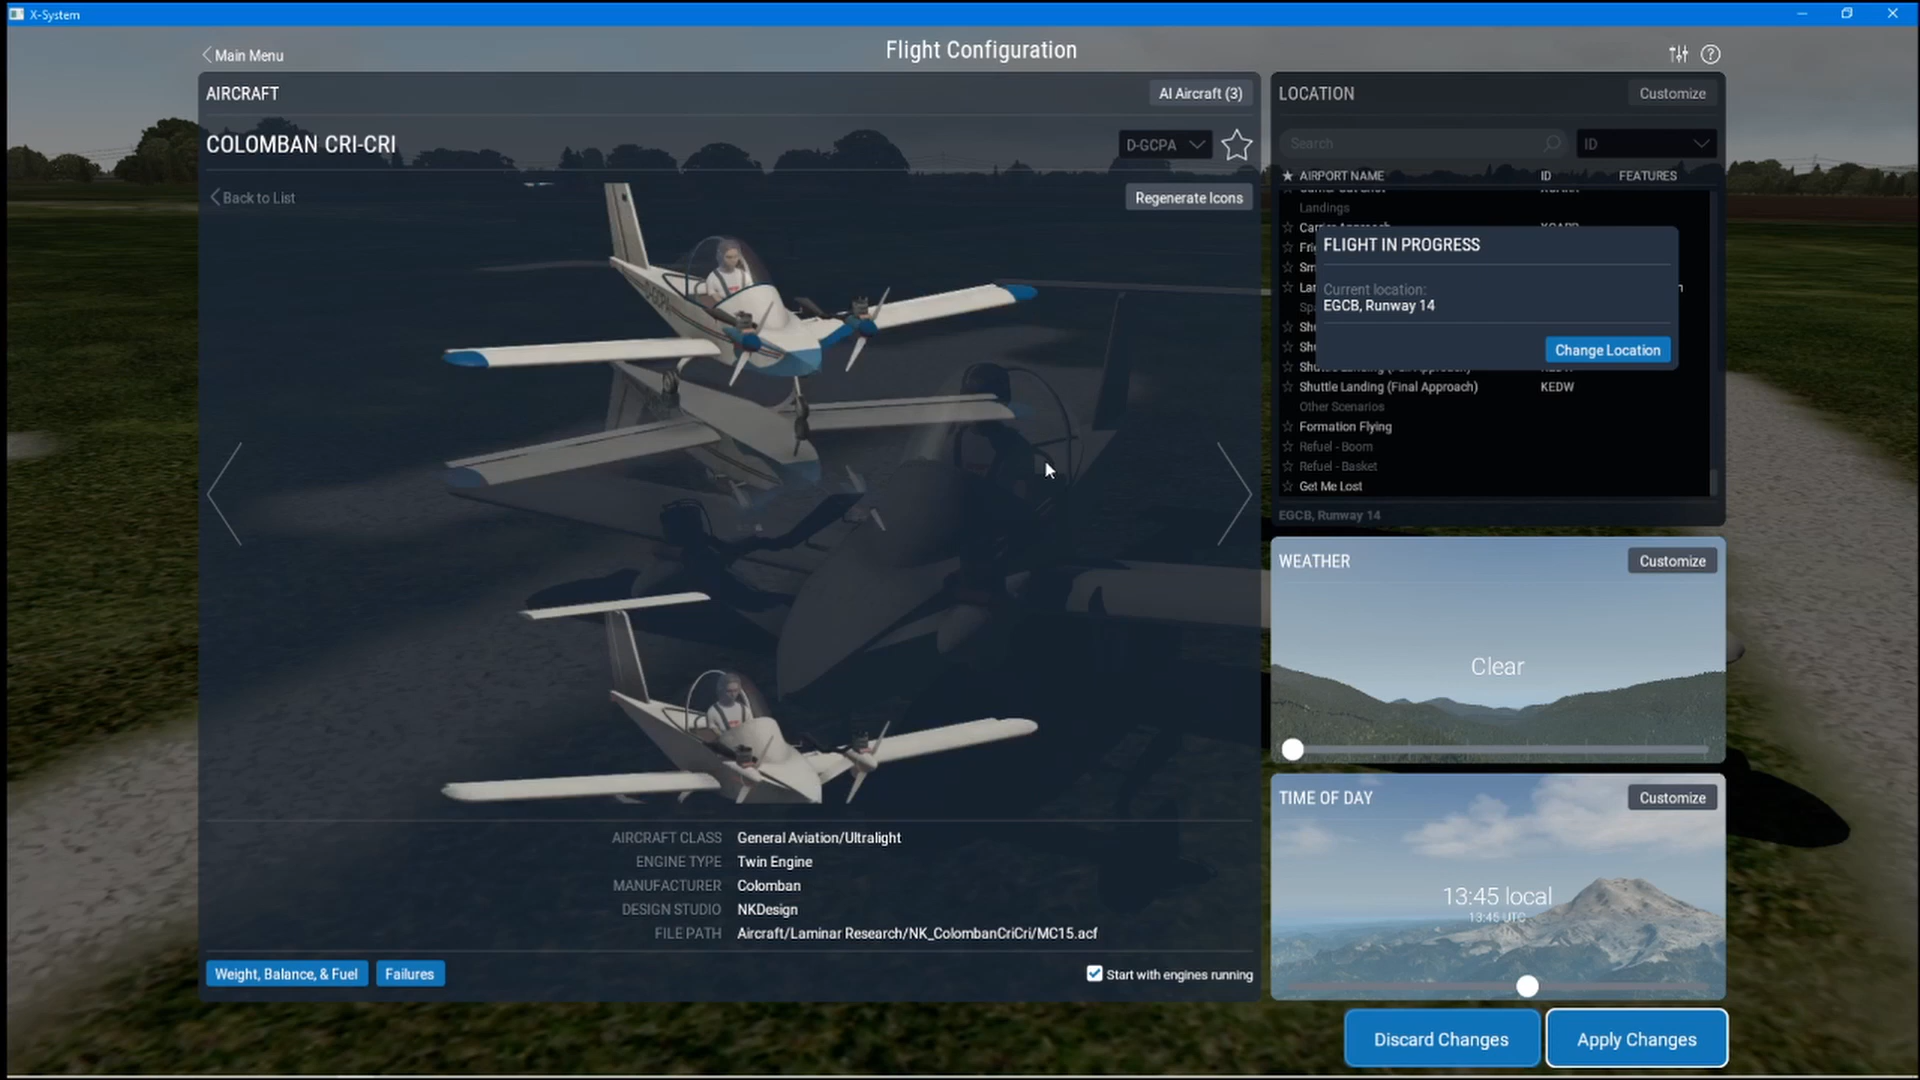 X-System
Main Menu
Flight Configuration
AIRCRAFT
AI Aircraft (3)
COLOMBAN CRI-CRI
D-GCPA
Back to List
Regenerate Icons
AIRCRAFT CLASS General Aviation/Ultralight
ENGINE TYPE Twin Engine
MANUFACTURER Colomban
DESIGN STUDIO NKDesign
FILE PATH Aircraft/Laminar Research/NK_ColombanCriCri/MC15.acf
Weight, Balance, & Fuel
Failures
Start with engines running
LOCATION
Customize
Search
ID
★ AIRPORT NAME ID FEATURES
Landings
FLIGHT IN PROGRESS
Current location:
EGCB, Runway 14
Change Location
Shuttle Landing (Final Approach) KEDW
Other Scenarios
Formation Flying
Refuel - Boom
Refuel - Basket
Get Me Lost
EGCB, Runway 14
WEATHER
Customize
Clear
TIME OF DAY
Customize
13:45 local
13:45 UTC
Discard Changes
Apply Changes